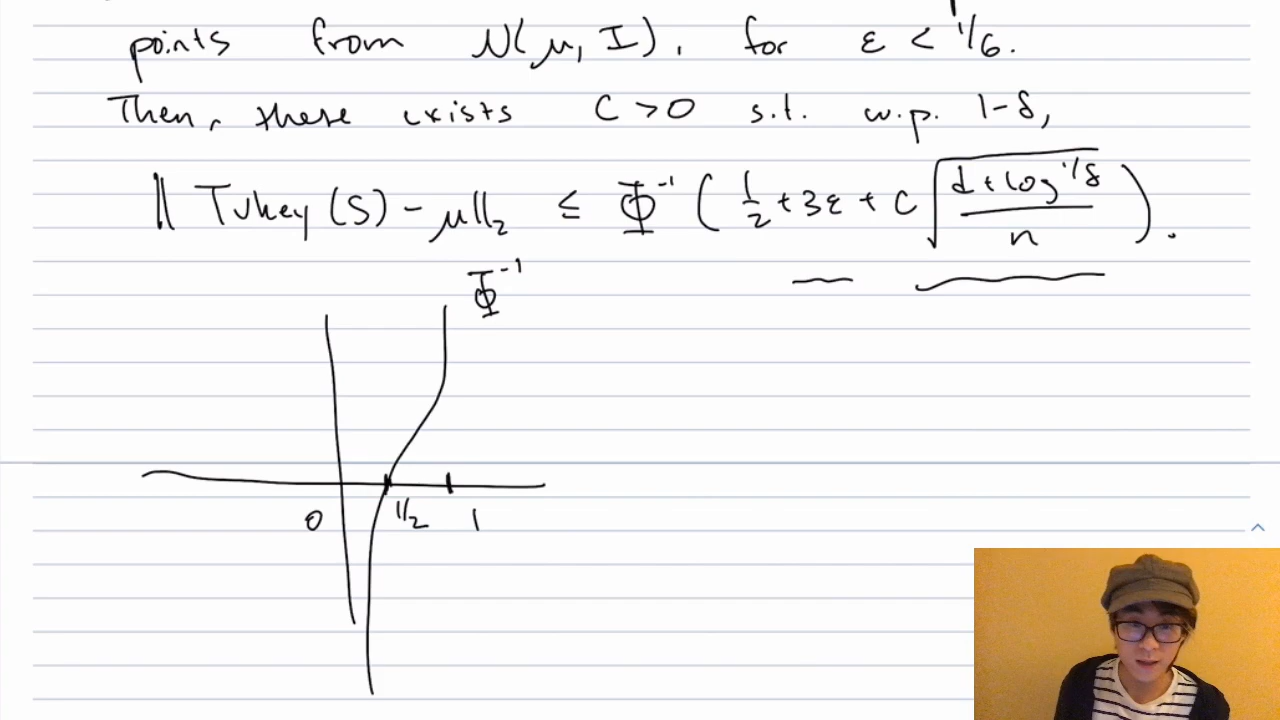 points from N(μ, I), for ε < 1/6.
Then, there exists C > 0 s.t. w.p. 1-δ,
|| Tukey (S) - μ||₂ ≤ Φ⁻¹ ( 1/2 + 3ε + C √((d + log 1/δ)/n) ).
Φ⁻¹
0 1/2 1